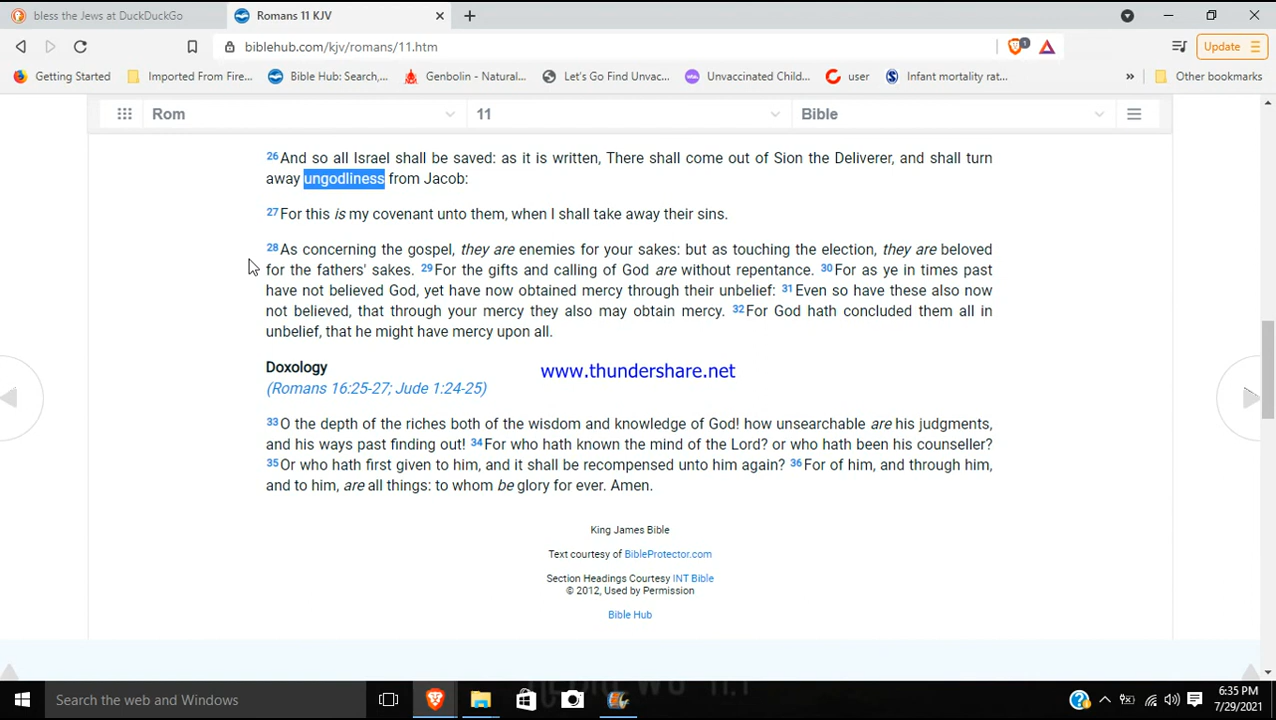 bless the Jews at DuckDuckGo
Romans 11 KJV
biblehub.com/kjv/romans/11.htm
1
Update
Getting Started
Imported From Fire...
Bible Hub: Search,...
Genbolin - Natural...
Let's Go Find Unvac...
Unvaccinated Child...
user
Infant mortality rat...
»
Other bookmarks
Rom
11
Bible
26 And so all Israel shall be saved: as it is written, There shall come out of Sion the Deliverer, and shall turn
away ungodliness from Jacob:
27 For this is my covenant unto them, when I shall take away their sins.
28 As concerning the gospel, they are enemies for your sakes: but as touching the election, they are beloved
for the fathers' sakes. 29 For the gifts and calling of God are without repentance. 30 For as ye in times past
have not believed God, yet have now obtained mercy through their unbelief: 31 Even so have these also now
not believed, that through your mercy they also may obtain mercy. 32 For God hath concluded them all in
unbelief, that he might have mercy upon all.
Doxology
(Romans 16:25-27; Jude 1:24-25)
www.thundershare.net
33 O the depth of the riches both of the wisdom and knowledge of God! how unsearchable are his judgments,
and his ways past finding out! 34 For who hath known the mind of the Lord? or who hath been his counseller?
35 Or who hath first given to him, and it shall be recompensed unto him again? 36 For of him, and through him,
and to him, are all things: to whom be glory for ever. Amen.
King James Bible
Text courtesy of BibleProtector.com
Section Headings Courtesy INT Bible
© 2012, Used by Permission
Bible Hub
Search the web and Windows
6:35 PM
7/29/2021